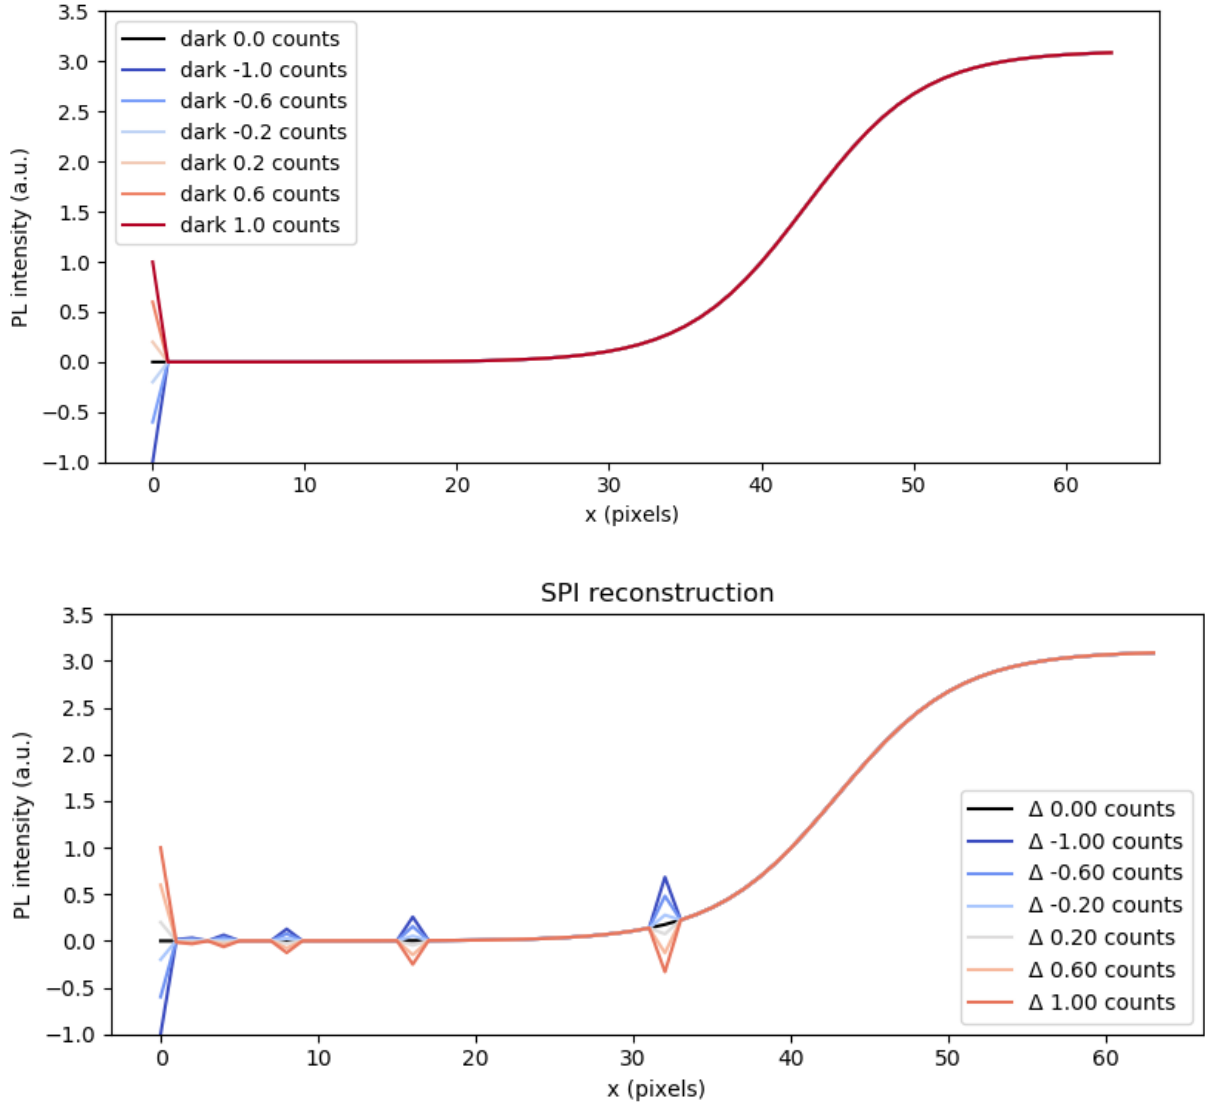 3.5
3.0
2.5
2.0
1.5
1.0
0.5
0.0
−0.5
−1.0
PL intensity (a.u.)
dark 0.0 counts
dark -1.0 counts
dark -0.6 counts
dark -0.2 counts
dark 0.2 counts
dark 0.6 counts
dark 1.0 counts
0 10 20 30 40 50 60
x (pixels)
SPI reconstruction
3.5
3.0
2.5
2.0
1.5
1.0
0.5
0.0
−0.5
−1.0
PL intensity (a.u.)
Δ 0.00 counts
Δ -1.00 counts
Δ -0.60 counts
Δ -0.20 counts
Δ 0.20 counts
Δ 0.60 counts
Δ 1.00 counts
0 10 20 30 40 50 60
x (pixels)